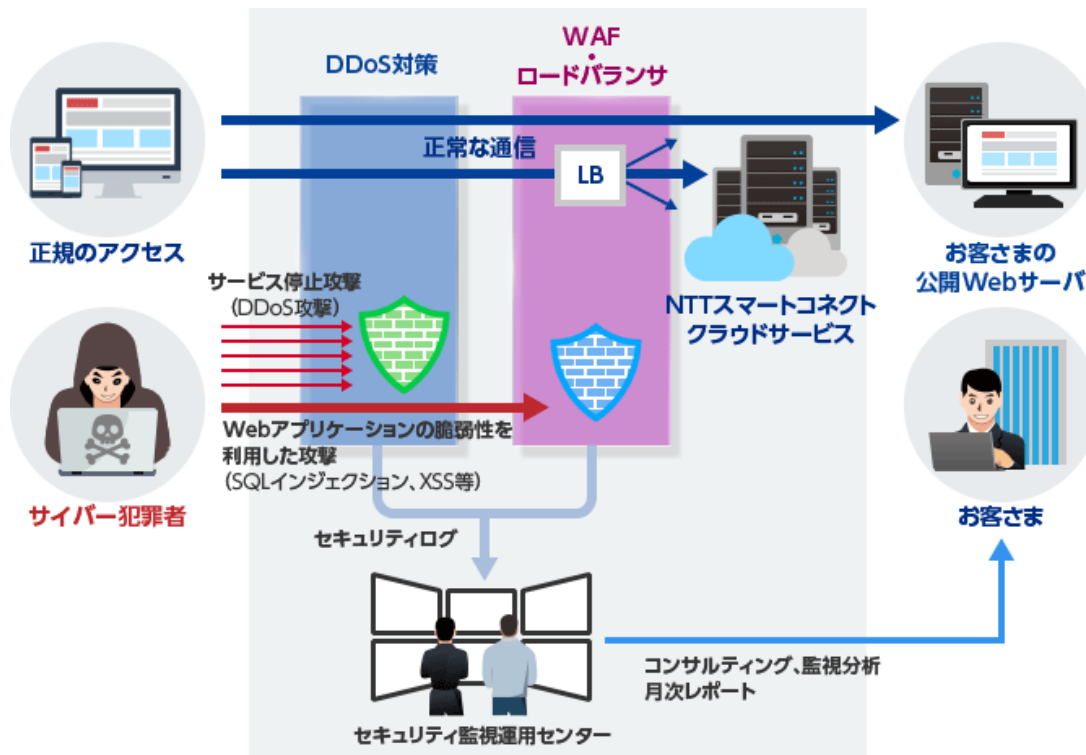 DDoS対策
WAF
・
ロードバランサ
正常な通信
LB
正規のアクセス
お客さまの
公開Webサーバ
サービス停止攻撃
(DDoS攻撃)
NTTスマートコネクト
クラウドサービス
Webアプリケーションの脆弱性を
利用した攻撃
(SQLインジェクション、XSS等)
サイバー犯罪者
お客さま
セキュリティログ
コンサルティング、監視分析
月次レポート
セキュリティ監視運用センター